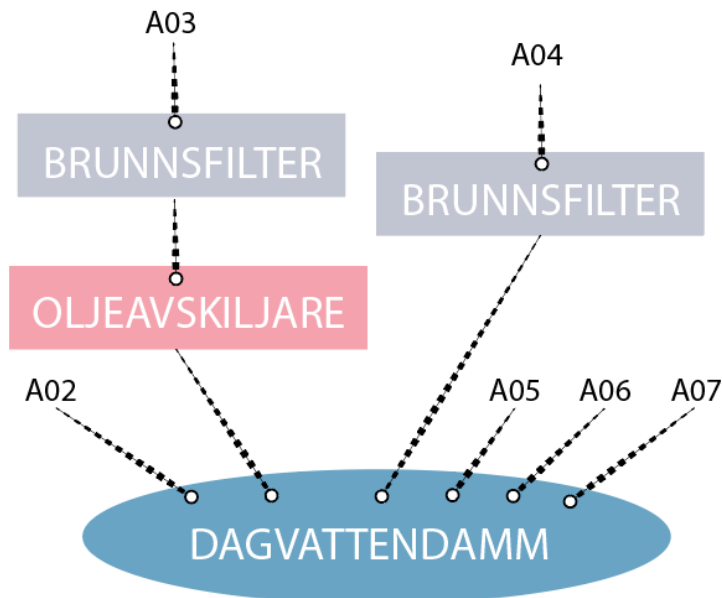 A03
A04
BRUNNSFILTER
BRUNNSFILTER
OLJEAVSKILJARE
A02
A05
A06
A07
DAGVATTENDAMM